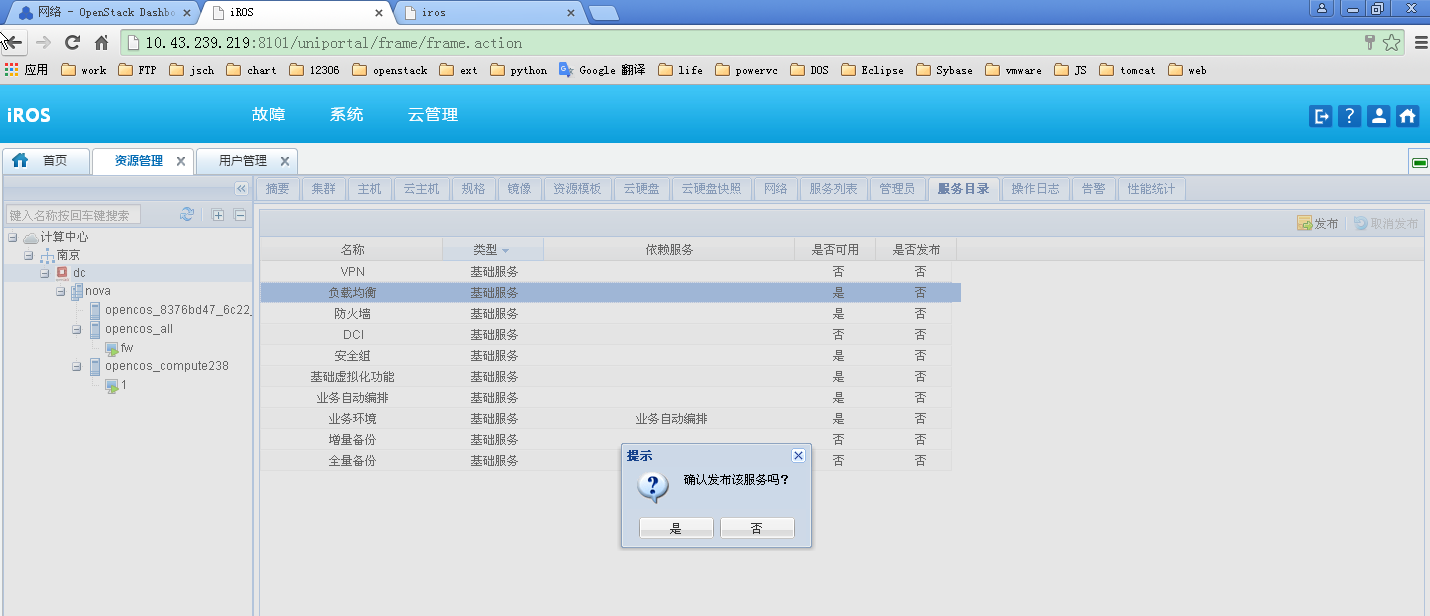 网络 - OpenStack Dashbo iROS iros
10.43.239.219:8101/uniportal/frame/frame.action
应用 work FTP jsch chart 12306 openstack ext python Google 翻译 life powervc DOS Eclipse Sybase vmware JS tomcat web
iROS 故障 系统 云管理
首页 资源管理 用户管理
摘要 集群 主机 云主机 规格 镜像 资源模板 云硬盘 云硬盘快照 网络 服务列表 管理员 服务目录 操作日志 告警 性能统计
键入名称按回车键搜索
发布 取消发布
计算中心
南京
dc
nova
opencos_8376bd47_6c22_
opencos_all
fw
opencos_compute238
1
名称 类型 依赖服务 是否可用 是否发布
VPN 基础服务 否 否
负载均衡 基础服务 是 否
防火墙 基础服务 是 否
DCI 基础服务 否 否
安全组 基础服务 是 否
基础虚拟化功能 基础服务 是 否
业务自动编排 基础服务 是 否
业务环境 基础服务 业务自动编排 是 否
增量备份 基础服务 否 否
全量备份 基础服务 否 否
提示
确认发布该服务吗?
是 否